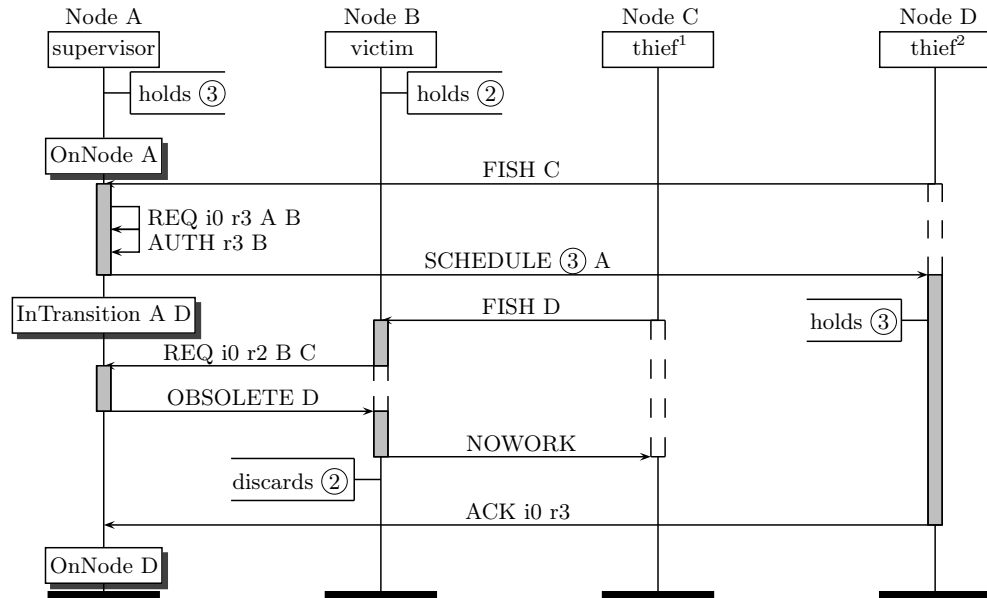 Node A Node B Node C Node D
supervisor victim thief¹ thief²
holds ③ holds ②
OnNode A
FISH C
REQ i0 r3 A B
AUTH r3 B
SCHEDULE ③ A
InTransition A D
FISH D
holds ③
REQ i0 r2 B C
OBSOLETE D
NOWORK
discards ②
ACK i0 r3
OnNode D